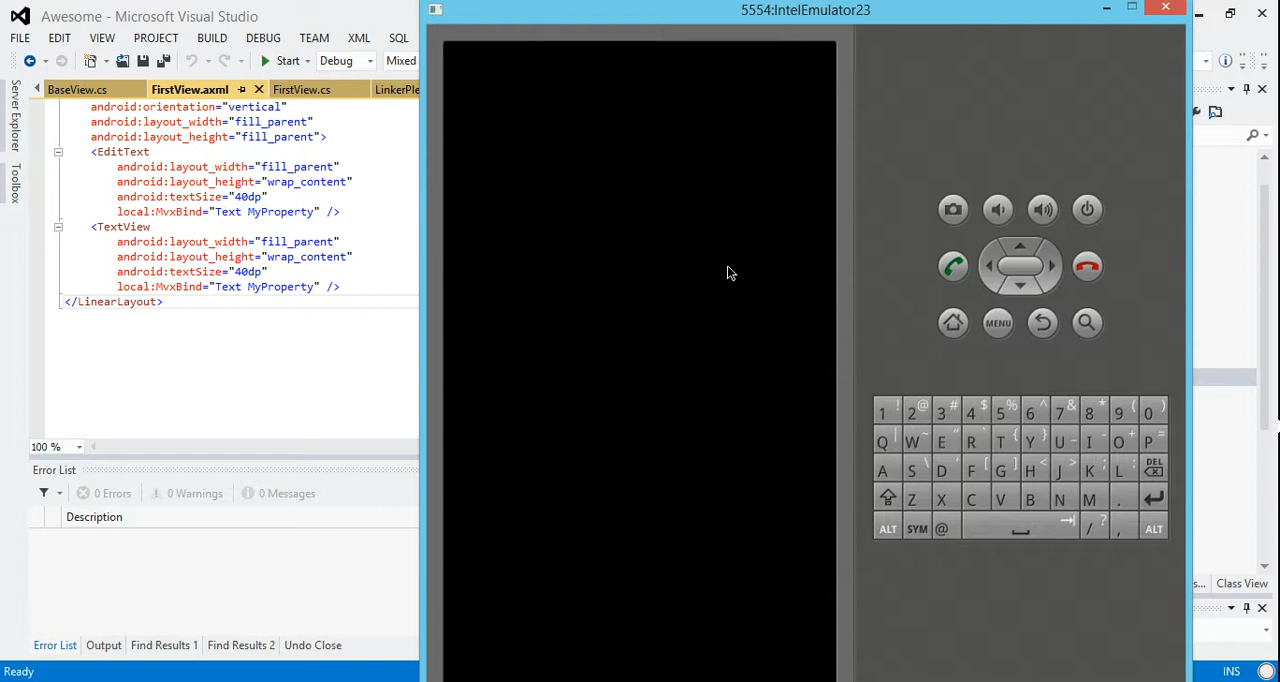 Awesome - Microsoft Visual Studio
5554:IntelEmulator23
FILE EDIT VIEW PROJECT BUILD DEBUG TEAM XML SQL
Start Debug Mixed
BaseView.cs FirstView.axml FirstView.cs LinkerPle
Server Explorer
Toolbox
android:orientation="vertical"
android:layout_width="fill_parent"
android:layout_height="fill_parent">
<EditText
android:layout_width="fill_parent"
android:layout_height="wrap_content"
android:textSize="40dp"
local:MvxBind="Text MyProperty" />
<TextView
android:layout_width="fill_parent"
android:layout_height="wrap_content"
android:textSize="40dp"
local:MvxBind="Text MyProperty" />
</LinearLayout>
100 %
Error List
0 Errors 0 Warnings 0 Messages
Description
Error List Output Find Results 1 Find Results 2 Undo Close
Ready
MENU
1 ! 2 @ 3 # 4 $ 5 % 6 ^ 7 & 8 * 9 ( 0 )
Q | W ~ E " R ` T { Y } U _ I - O + P =
A S \ D ' F [ G ] H < J > K ; L : DEL
Z X C V B N M .
ALT SYM @ / ? , ALT
s... Class View
INS